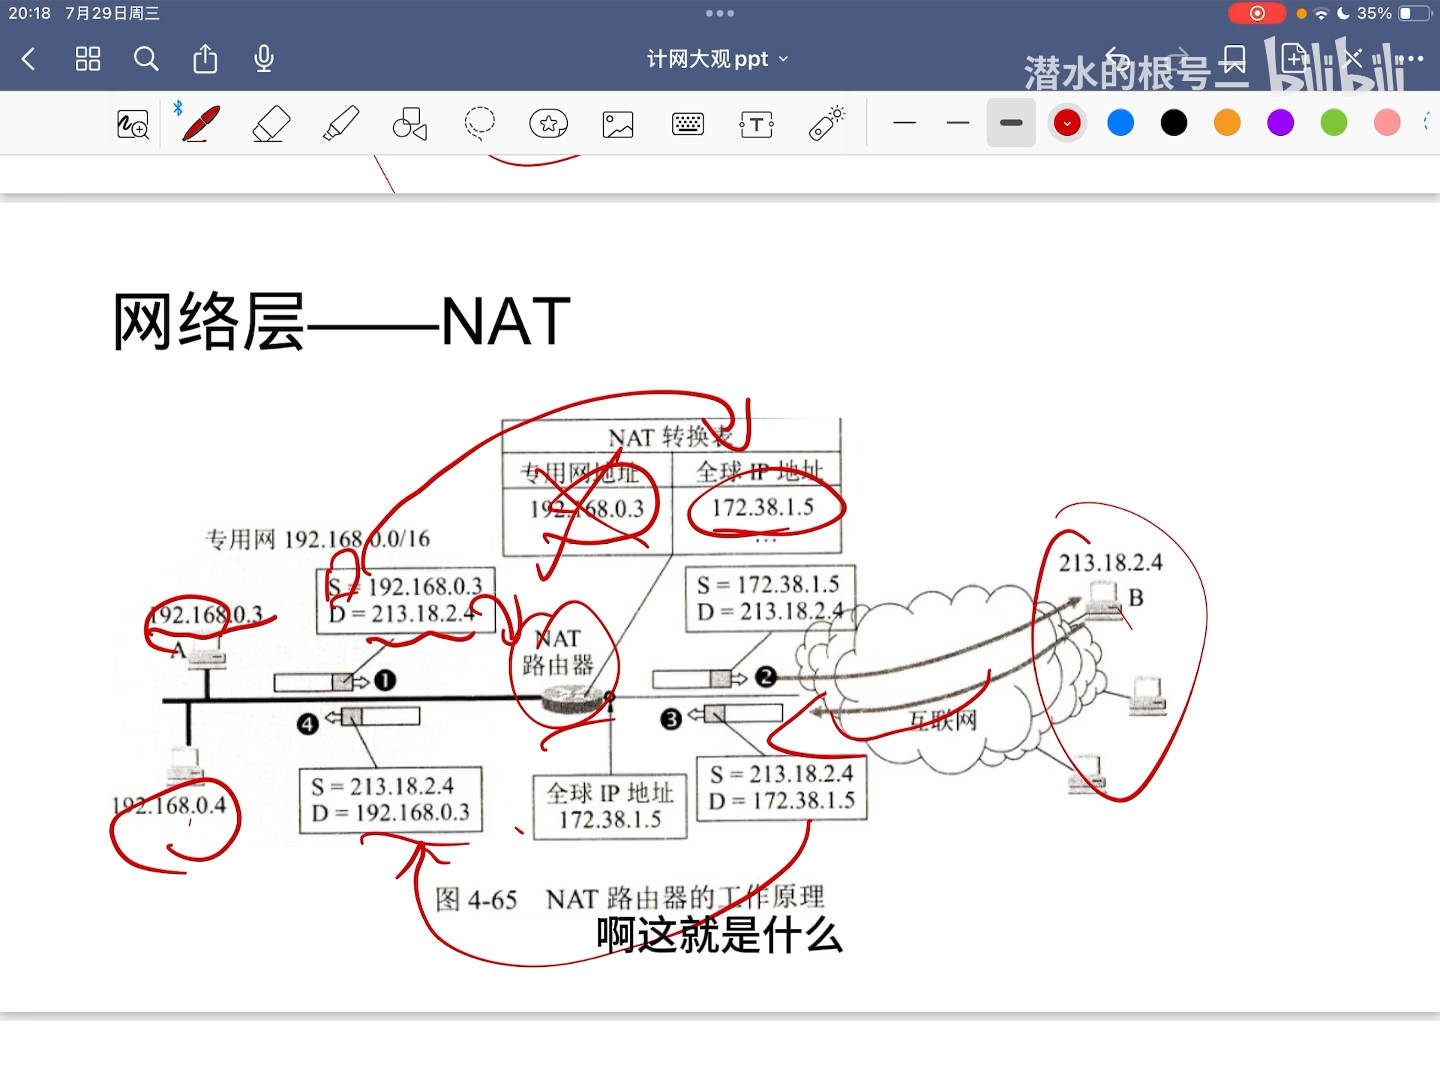 20:18 7月29日周三
35%
计网大观ppt
潜水的根号二 bilibili
网络层——NAT
NAT 转换表
专用网地址 全球 IP 地址
192.168.0.3 172.38.1.5
…
专用网 192.168.0.0/16
192.168.0.3
A
S = 192.168.0.3
D = 213.18.2.4
NAT
路由器
S = 172.38.1.5
D = 213.18.2.4
213.18.2.4
B
❶
❷
❹
❸
互联网
192.168.0.4
S = 213.18.2.4
D = 192.168.0.3
全球 IP 地址
172.38.1.5
S = 213.18.2.4
D = 172.38.1.5
图 4-65 NAT 路由器的工作原理
啊这就是什么